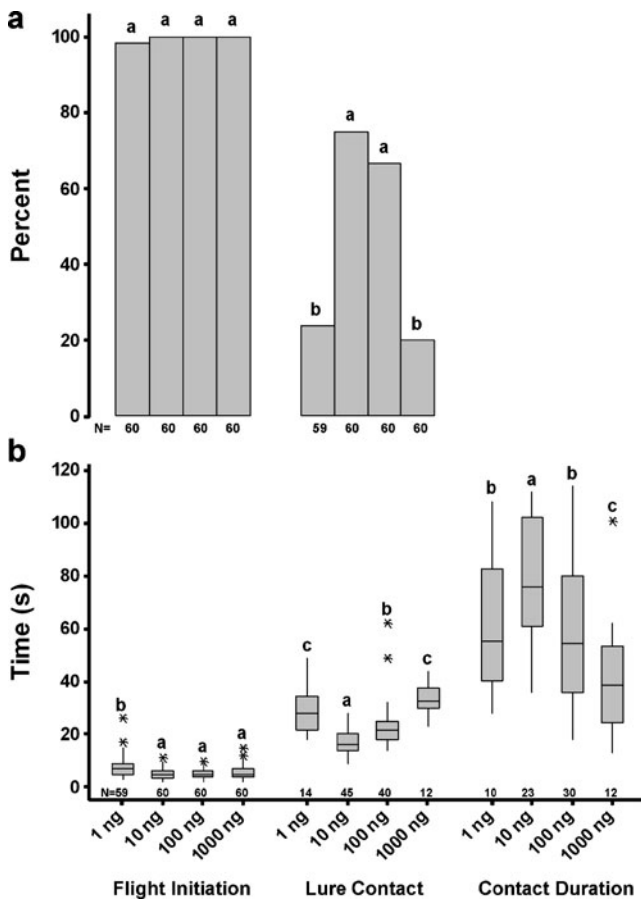 a
100
80
60
40
20
0
Percent
a a a a
b a a b
N= 60 60 60 60 59 60 60 60
b
120
100
80
60
40
20
0
Time (s)
b a a a
c a b c
b a b c
N=59 60 60 60 14 45 40 12 10 23 30 12
1 ng 10 ng 100 ng 1000 ng 1 ng 10 ng 100 ng 1000 ng 1 ng 10 ng 100 ng 1000 ng
Flight Initiation Lure Contact Contact Duration